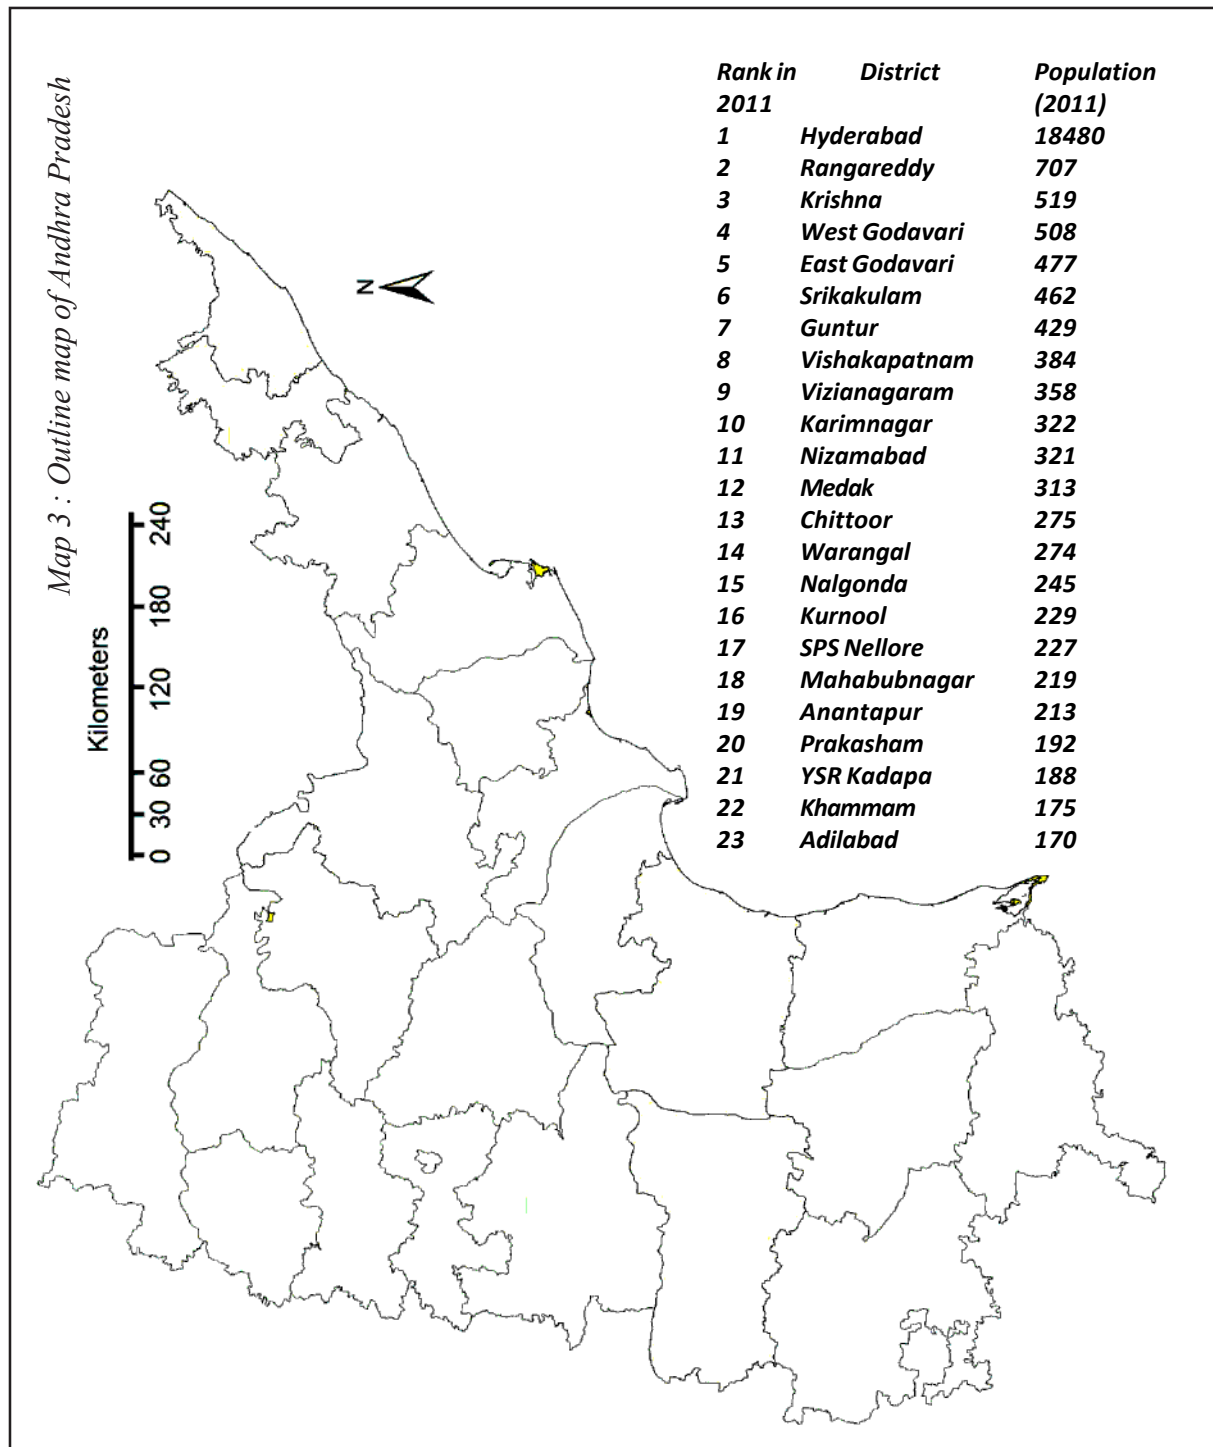 Map 3 : Outline map of Andhra Pradesh
Rank in District Population
2011 (2011)
1 Hyderabad 18480
2 Rangareddy 707
3 Krishna 519
4 West Godavari 508
5 East Godavari 477
6 Srikakulam 462
7 Guntur 429
8 Vishakapatnam 384
9 Vizianagaram 358
10 Karimnagar 322
11 Nizamabad 321
12 Medak 313
13 Chittoor 275
14 Warangal 274
15 Nalgonda 245
16 Kurnool 229
17 SPS Nellore 227
18 Mahabubnagar 219
19 Anantapur 213
20 Prakasham 192
21 YSR Kadapa 188
22 Khammam 175
23 Adilabad 170
N
Kilometers
0 30 60 120 180 240